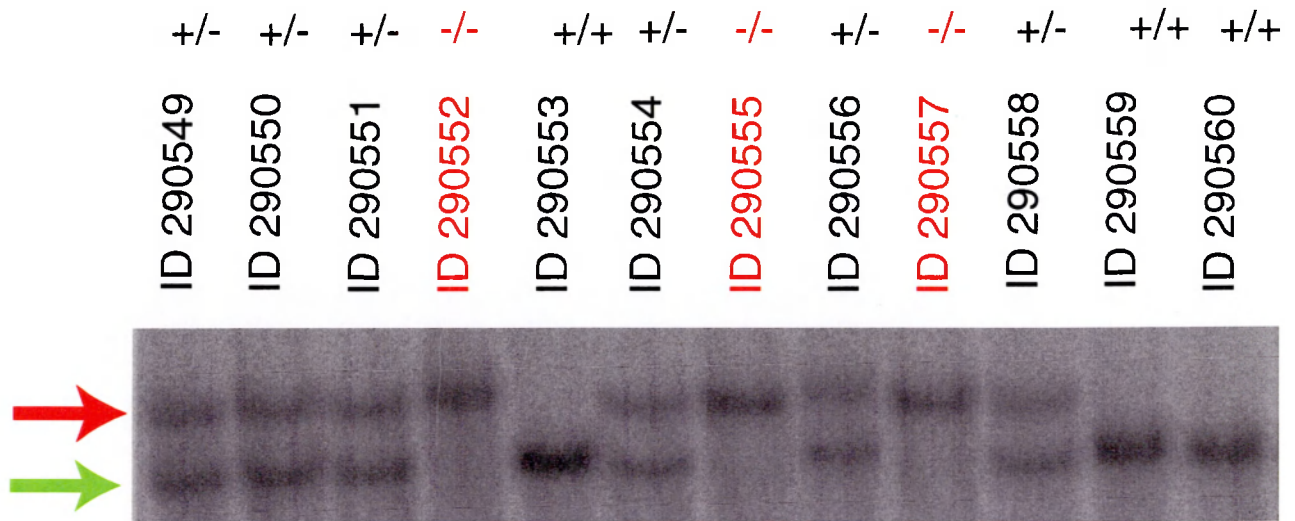 +/- +/- +/- -/- +/+ +/- -/- +/- -/- +/- +/+ +/+
ID 290549
ID 290550
ID 290551
ID 290552
ID 290553
ID 290554
ID 290555
ID 290556
ID 290557
ID 290558
ID 290559
ID 290560